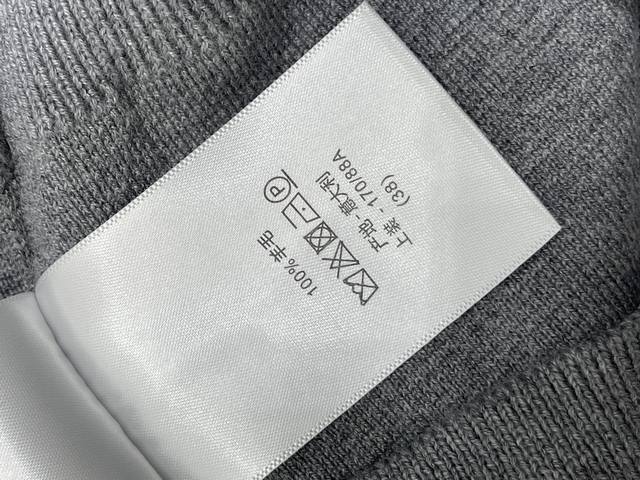 100% 羊毛
P
产地 - 意大利
上装 - 170/88A
(38)